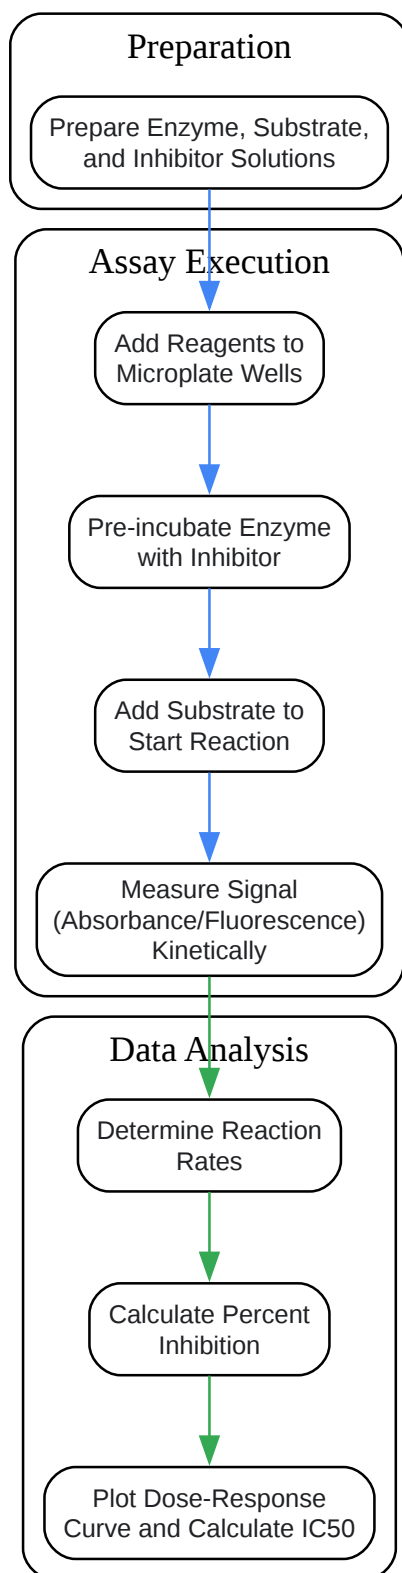 Preparation
Prepare Enzyme, Substrate,
and Inhibitor Solutions
Assay Execution
Add Reagents to
Microplate Wells
Pre-incubate Enzyme
with Inhibitor
Add Substrate to
Start Reaction
Measure Signal
(Absorbance/Fluorescence)
Kinetically
Data Analysis
Determine Reaction
Rates
Calculate Percent
Inhibition
Plot Dose-Response
Curve and Calculate IC50